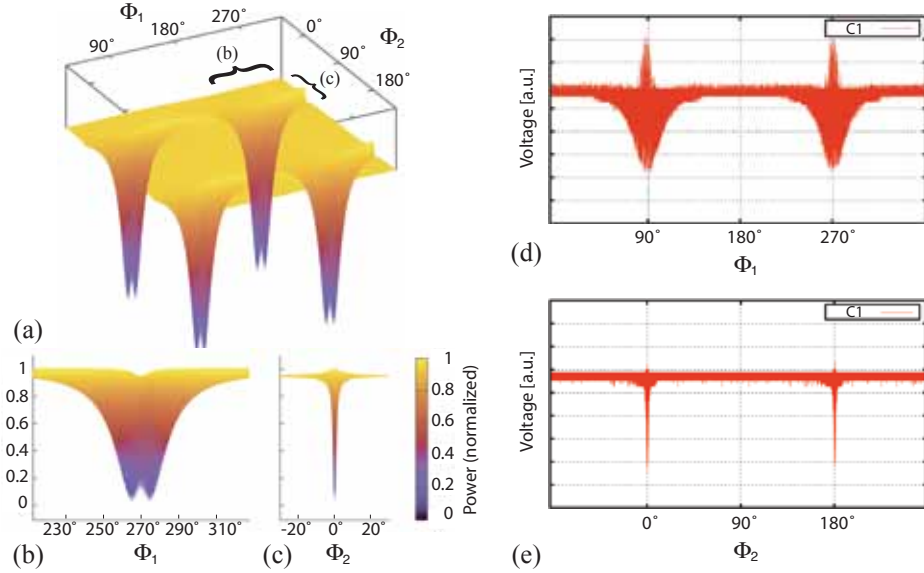 Φ1
90°
180°
270°
0°
Φ2
90°
180°
(b)
(c)
(a)
1
0.8
0.6
0.4
0.2
0
230°
250°
270°
290°
310°
(b)
Φ1
-20
0°
20
(c)
Φ2
1
0.8
0.6
0.4
0.2
0
Power (normalized)
C1
Voltage [a.u.]
90°
180°
270°
(d)
Φ1
C1
Voltage [a.u.]
0°
90°
180°
(e)
Φ2